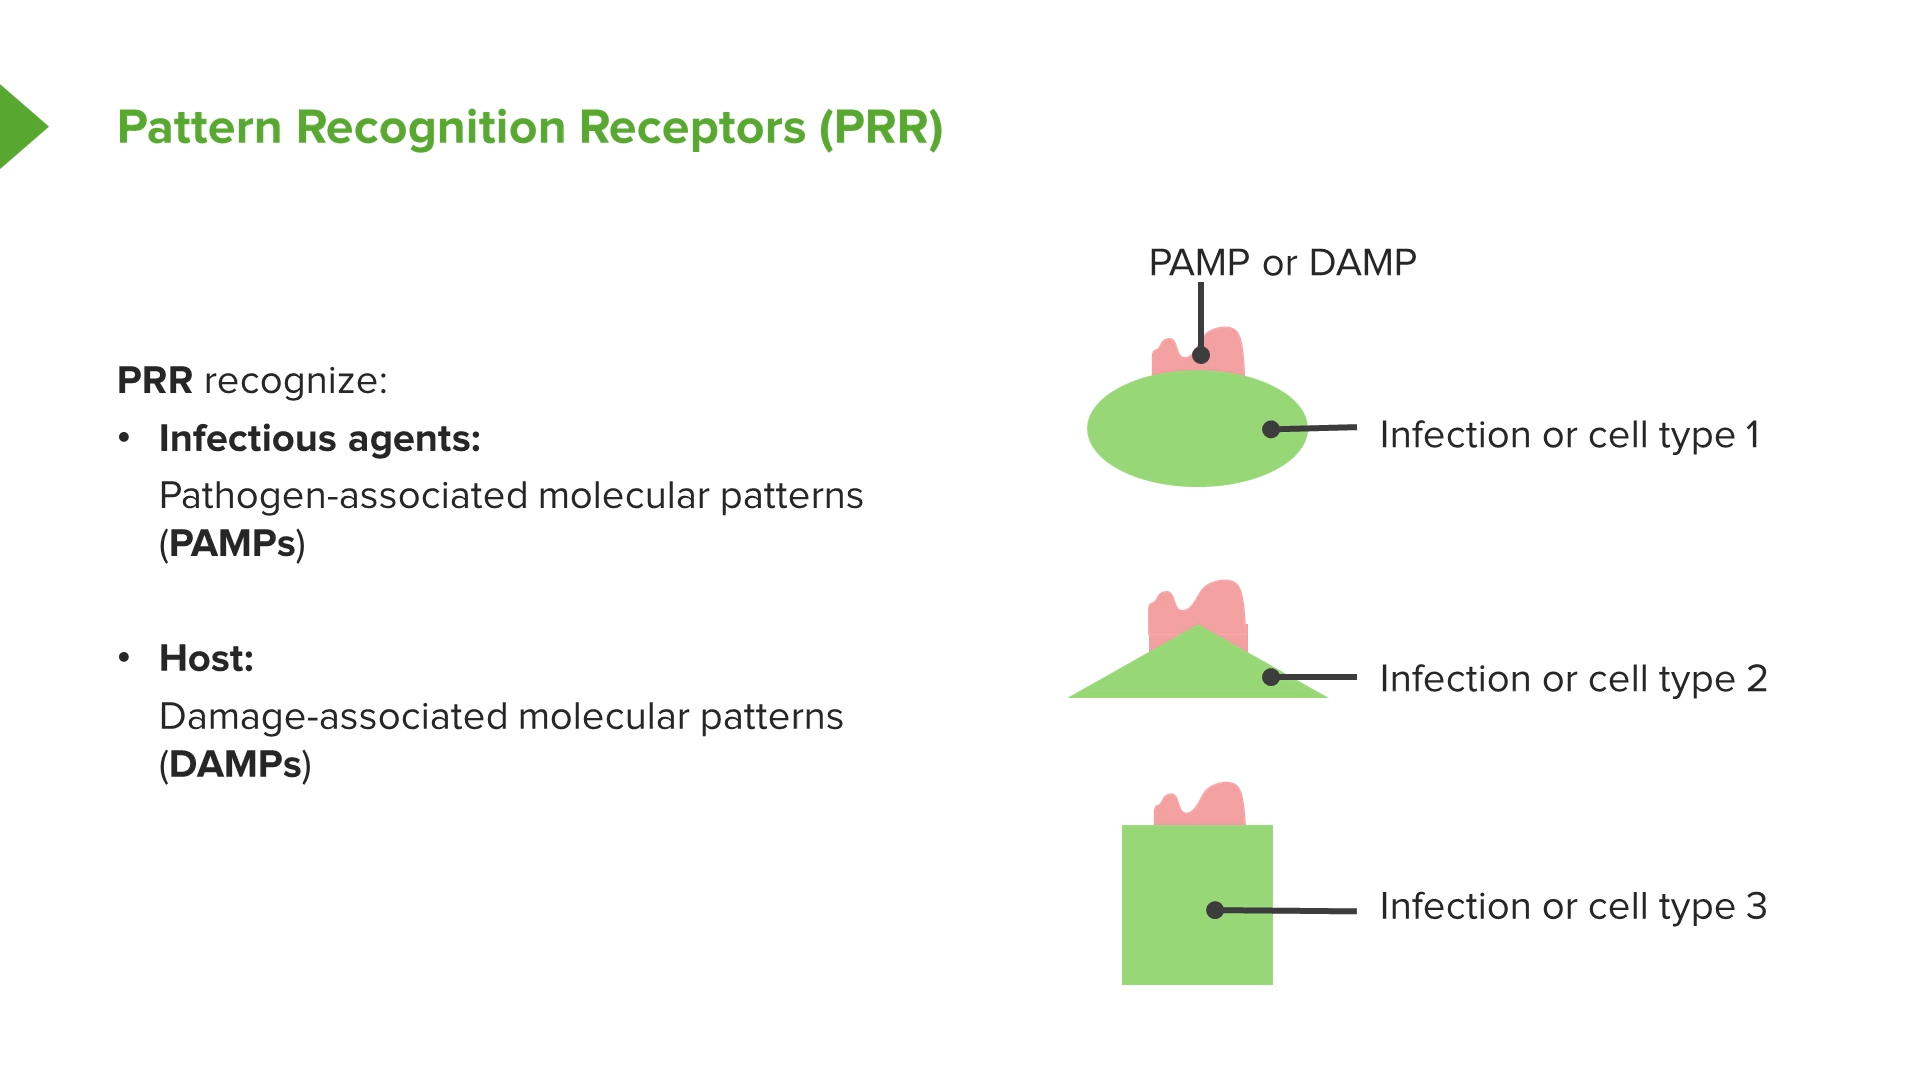 Pattern Recognition Receptors (PRR)
PRR recognize:
• Infectious agents:
Pathogen-associated molecular patterns
(PAMPs)
• Host:
Damage-associated molecular patterns
(DAMPs)
PAMP or DAMP
Infection or cell type 1
Infection or cell type 2
Infection or cell type 3